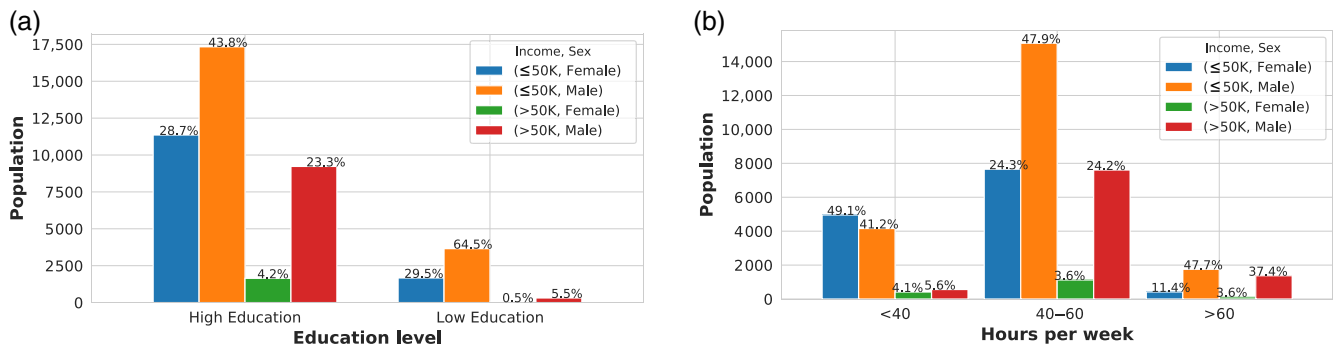 (a)
Population
17,500
15,000
12,500
10,000
7500
5000
2500
0
28.7%
43.8%
4.2%
23.3%
29.5%
64.5%
0.5%
5.5%
Income, Sex
(≤50K, Female)
(≤50K, Male)
(>50K, Female)
(>50K, Male)
High Education
Low Education
Education level
(b)
Population
14,000
12,000
10,000
8000
6000
4000
2000
0
49.1%
41.2%
4.1%
5.6%
24.3%
47.9%
3.6%
24.2%
11.4%
47.7%
3.6%
37.4%
Income, Sex
(≤50K, Female)
(≤50K, Male)
(>50K, Female)
(>50K, Male)
<40
40–60
>60
Hours per week